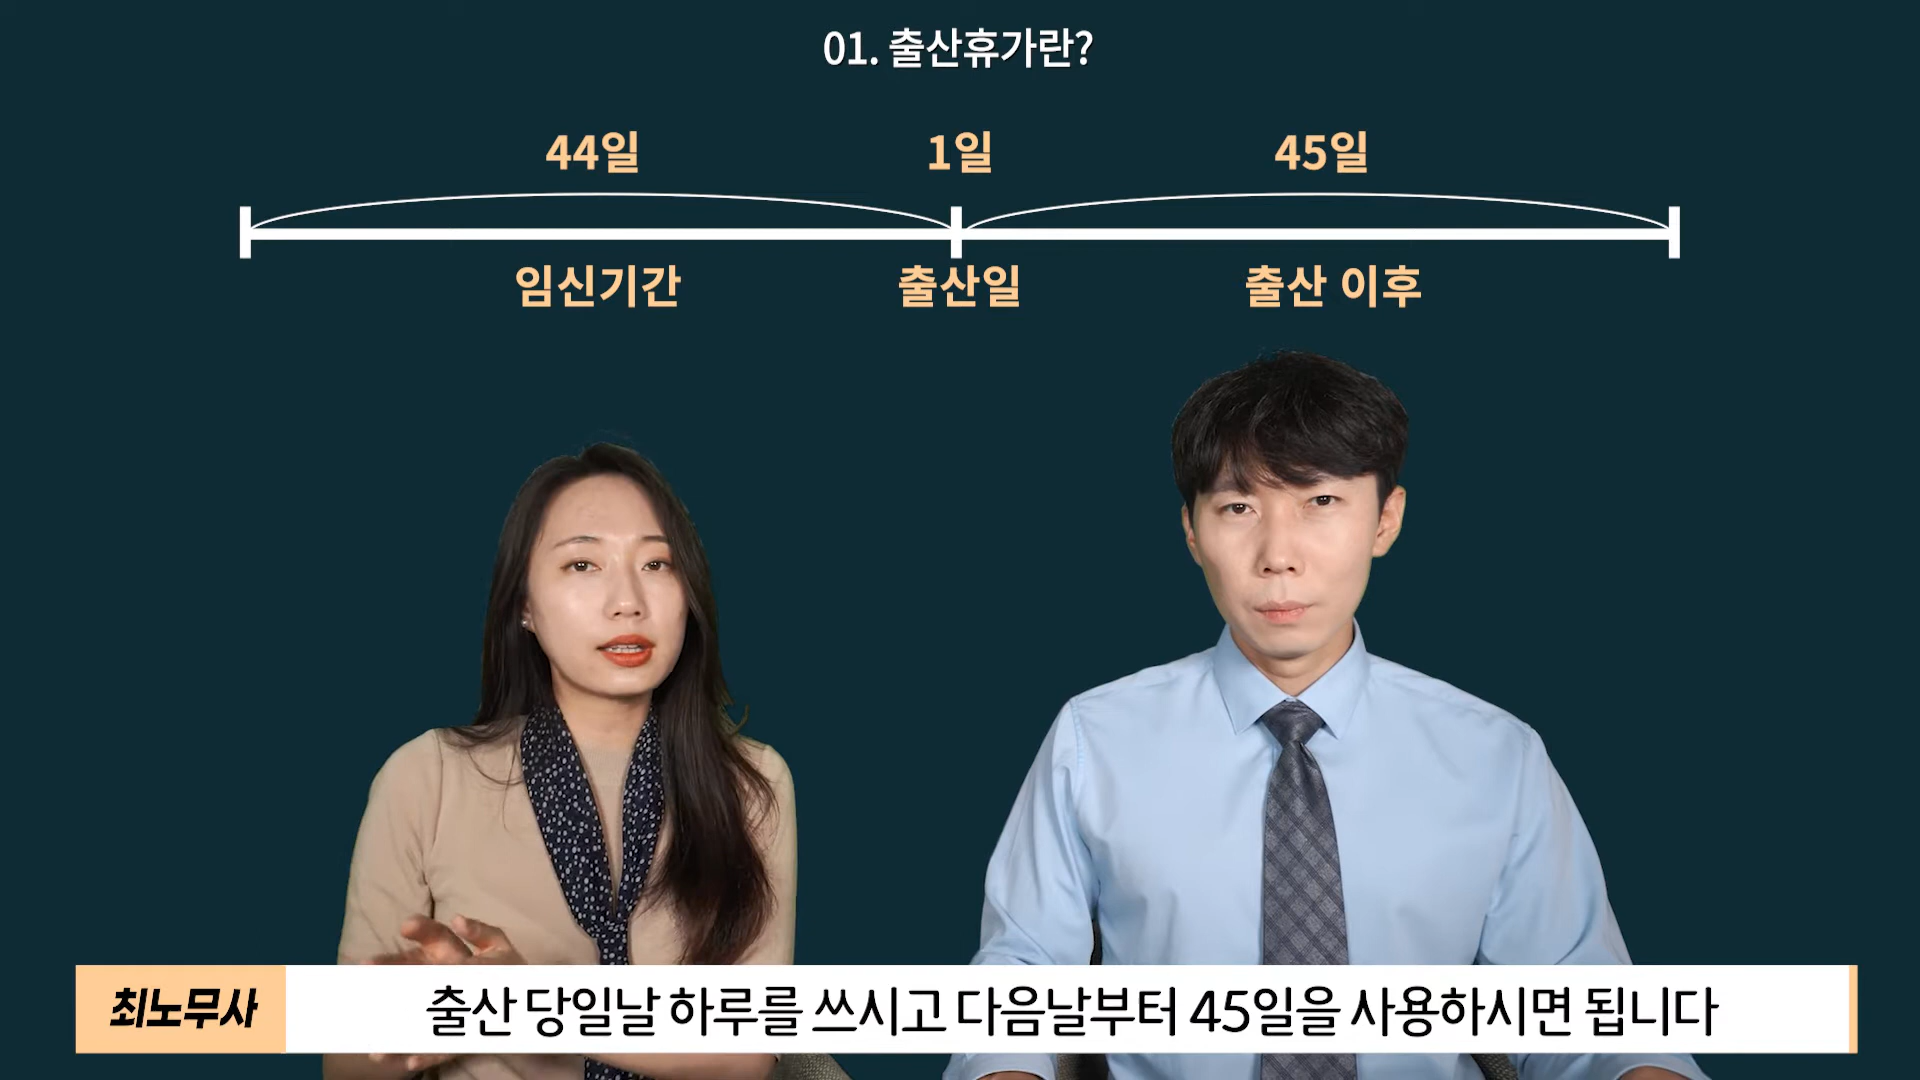 01. 출산휴가란?
44일 1일 45일
임신기간 출산일 출산 이후
최노무사 출산 당일날 하루를 쓰시고 다음날부터 45일을 사용하시면 됩니다